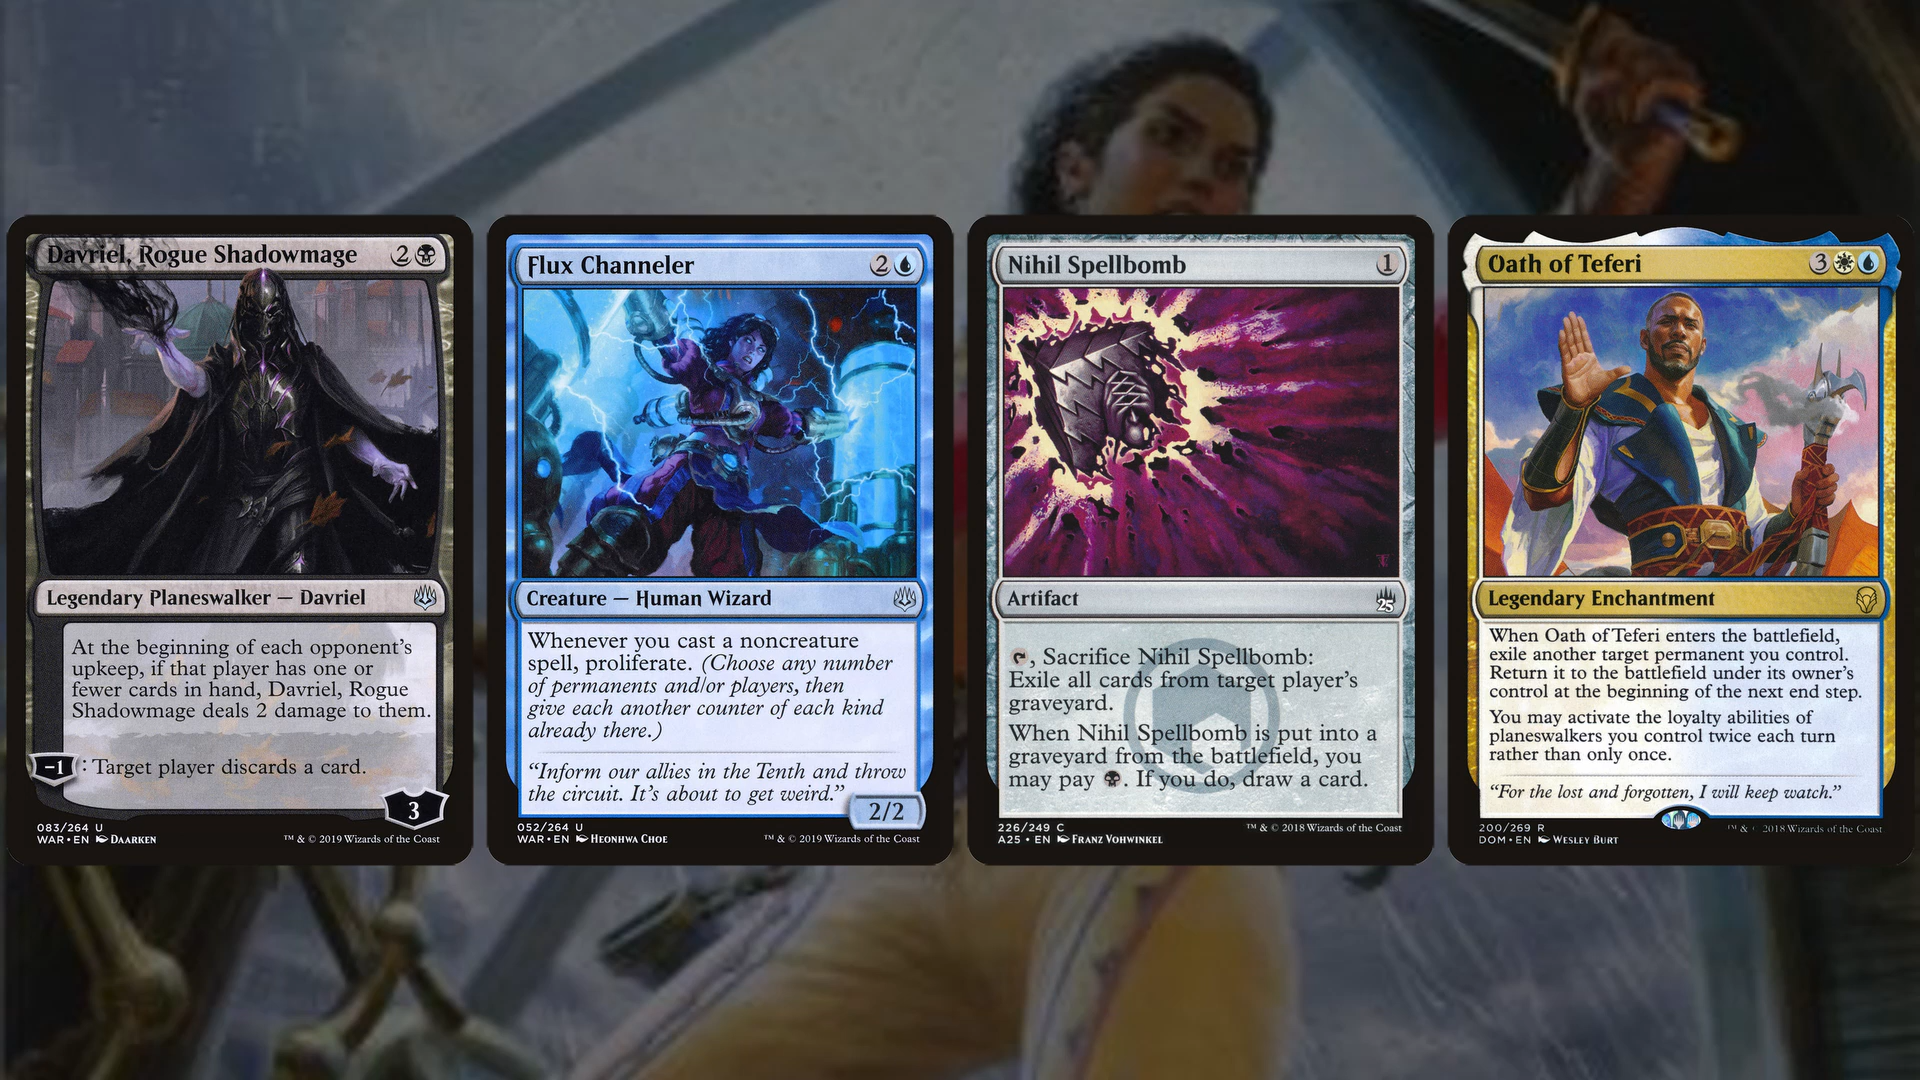 Davriel, Rogue Shadowmage 2
Legendary Planeswalker — Davriel
At the beginning of each opponent's
upkeep, if that player has one or
fewer cards in hand, Davriel, Rogue
Shadowmage deals 2 damage to them.
−1 : Target player discards a card.
3
083/264 U
WAR • EN DAARKEN
™ & © 2019 Wizards of the Coast
Flux Channeler 2
Creature — Human Wizard
Whenever you cast a noncreature
spell, proliferate. (Choose any number
of permanents and/or players, then
give each another counter of each kind
already there.)
“Inform our allies in the Tenth and throw
the circuit. It's about to get weird.”
2/2
052/264 U
WAR • EN HEONHWA CHOE
™ & © 2019 Wizards of the Coast
Nihil Spellbomb 1
Artifact
25
, Sacrifice Nihil Spellbomb:
Exile all cards from target player's
graveyard.
When Nihil Spellbomb is put into a
graveyard from the battlefield, you
may pay . If you do, draw a card.
226/249 C
A25 • EN FRANZ VOHWINKEL
™ & © 2018 Wizards of the Coast
Oath of Teferi 3
Legendary Enchantment
When Oath of Teferi enters the battlefield,
exile another target permanent you control.
Return it to the battlefield under its owner's
control at the beginning of the next end step.
You may activate the loyalty abilities of
planeswalkers you control twice each turn
rather than only once.
“For the lost and forgotten, I will keep watch.”
200/269 R
DOM • EN WESLEY BURT
™ & © 2018 Wizards of the Coast